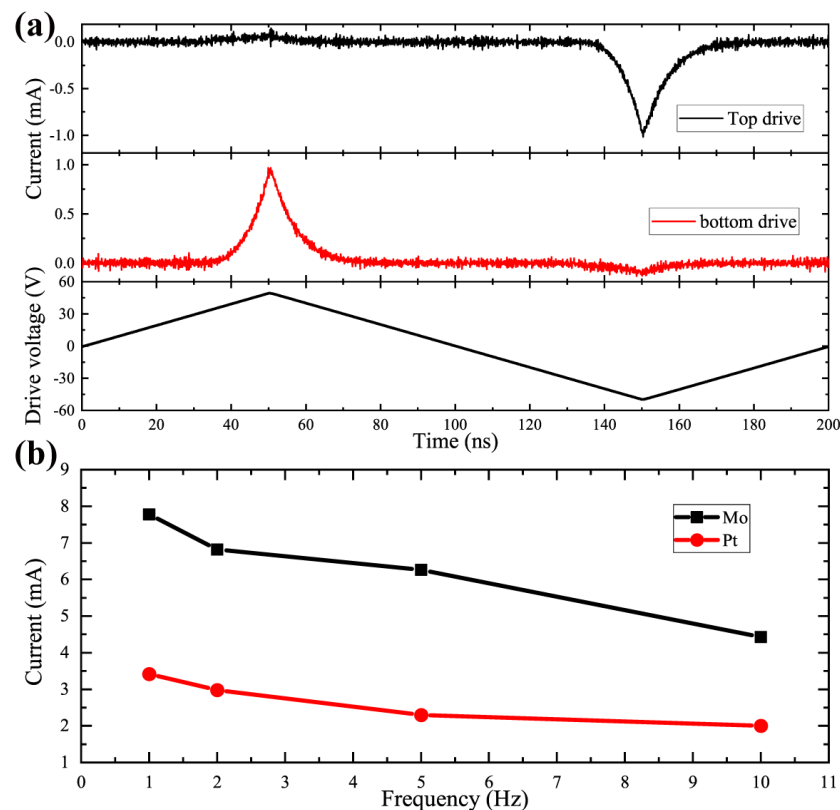 (a)
0.0
-0.5
-1.0
Current (mA)
Top drive
1.0
0.5
0.0
bottom drive
60
30
0
-30
-60
Drive voltage (V)
0 20 40 60 80 100 120 140 160 180 200
Time (ns)
(b)
9
8
7
6
5
4
3
2
1
Current (mA)
Mo
Pt
0 1 2 3 4 5 6 7 8 9 10 11
Frequency (Hz)